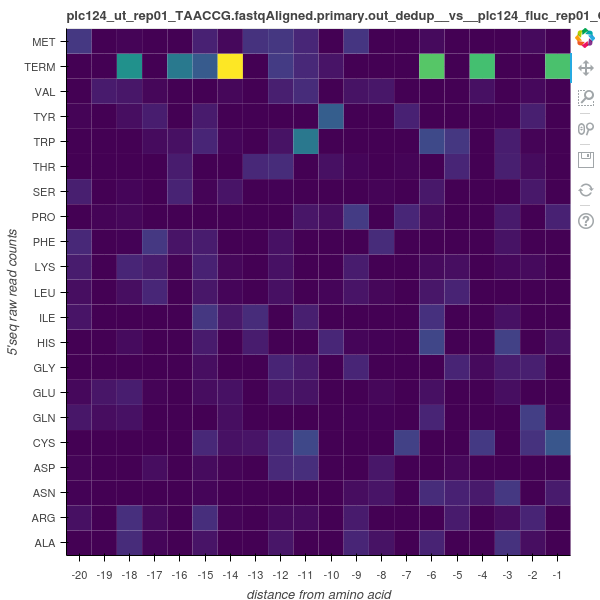 plc124_ut_rep01_TAACCG.fastqAligned.primary.out_dedup__vs__plc124_fluc_rep01_
MET
TERM
VAL
TYR
TRP
THR
SER
PRO
PHE
LYS
LEU
ILE
HIS
GLY
GLU
GLN
CYS
ASP
ASN
ARG
ALA
5'seq raw read counts
-20 -19 -18 -17 -16 -15 -14 -13 -12 -11 -10 -9 -8 -7 -6 -5 -4 -3 -2 -1
distance from amino acid